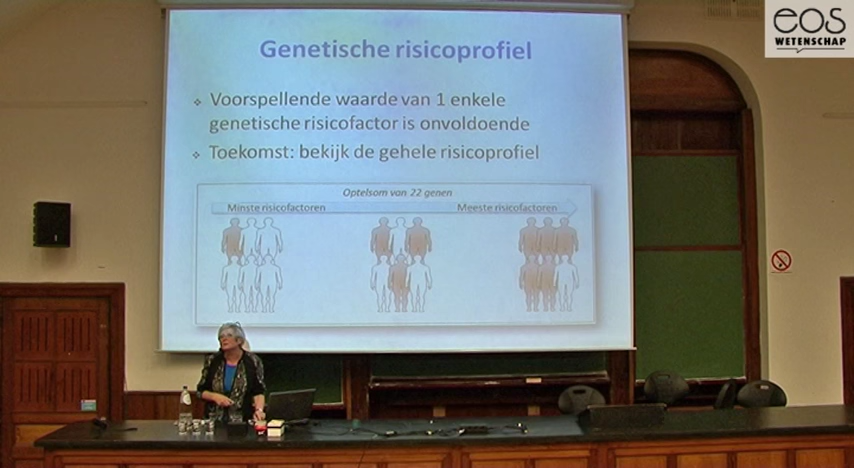 eos
WETENSCHAP
Genetische risicoprofiel
Voorspellende waarde van 1 enkele
genetische risicofactor is onvoldoende
Toekomst: bekijk de gehele risicoprofiel
Optelsom van 22 genen
Minste risicofactoren
Meeste risicofactoren